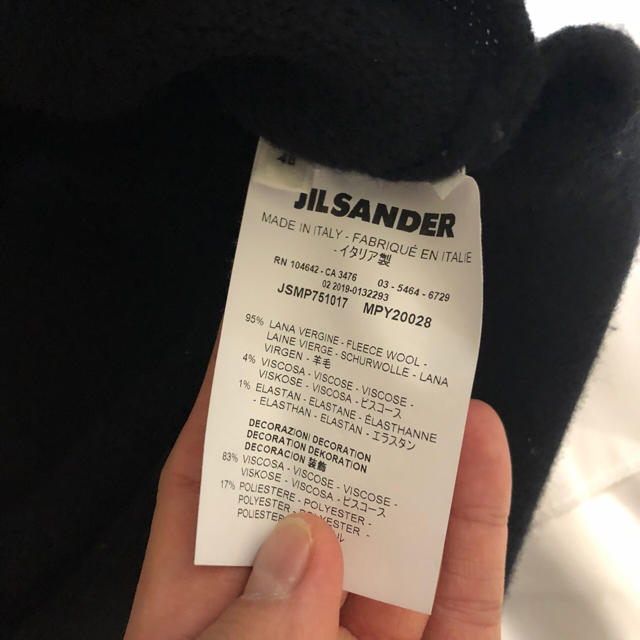 48
JIL SANDER
MADE IN ITALY - FABRIQUÉ EN ITALIE
- イタリア製
RN 104642 - CA 3476 03 - 5464 - 6729
02 2019-0132293
JSMP751017 MPY20028
95% LANA VERGINE - FLEECE WOOL -
LAINE VIERGE - SCHURWOLLE - LANA
VIRGEN - 羊毛
4% VISCOSA - VISCOSE - VISCOSE -
VISKOSE - VISCOSA - ビスコース
1% ELASTAN - ELASTANE - ÉLASTHANNE
- ELASTHAN - ELASTAN - エラスタン
DECORAZIONI DECORATION
DECORATION DEKORATION
DECORACION 装飾
83% VISCOSA - VISCOSE - VISCOSE -
VISKOSE - VISCOSA - ビスコース
17% POLIESTERE - POLYESTER -
POLYESTER - POLYESTER -
POLIESTER